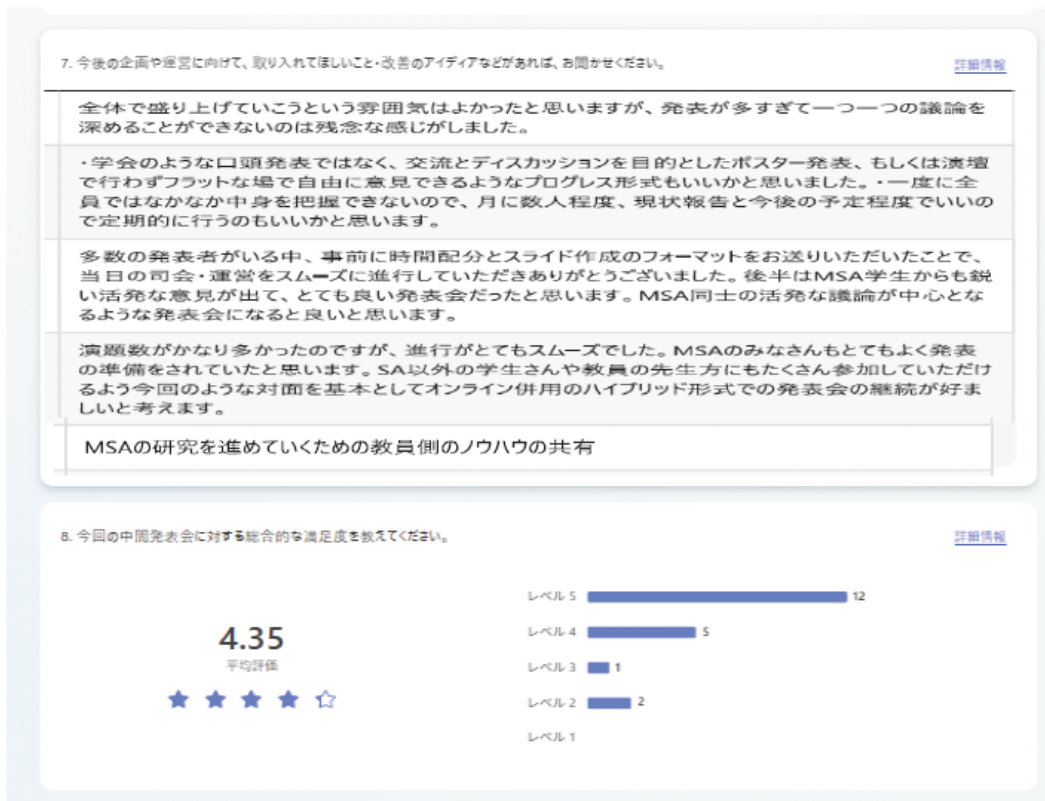 7. 今後の企画や運営に向けて、取り入れてほしいこと・改善のアイディアなどがあれば、お聞かせください。
詳細情報
全体で盛り上げていこうという雰囲気はよかったと思いますが、発表が多すぎて一つ一つの議論を
深めることができないのは残念な感じがしました。
・学会のような口頭発表ではなく、交流とディスカッションを目的としたポスター発表、もしくは演壇
で行わずフラットな場で自由に意見できるようなプログレス形式もいいかと思いました。・一度に全
員ではなかなか中身を把握できないので、月に数人程度、現状報告と今後の予定程度でいいの
で定期的に行うのもいいかと思います。
多数の発表者がいる中、事前に時間配分とスライド作成のフォーマットをお送りいただいたことで、
当日の司会・運営をスムーズに進行していただきありがとうございました。後半はMSA学生からも鋭
い活発な意見が出て、とても良い発表会だったと思います。MSA同士の活発な議論が中心とな
るような発表会になると良いと思います。
演題数がかなり多かったのですが、進行がとてもスムーズでした。MSAのみなさんもとてもよく発表
の準備をされていたと思います。SA以外の学生さんや教員の先生方にもたくさん参加していただけ
るよう今回のような対面を基本としてオンライン併用のハイブリッド形式での発表会の継続が好ま
しいと考えます。
MSAの研究を進めていくための教員側のノウハウの共有
8. 今回の中間発表会に対する総合的な満足度を教えてください。
詳細情報
4.35
平均評価
レベル 5
12
レベル 4
5
レベル 3
1
レベル 2
2
レベル 1